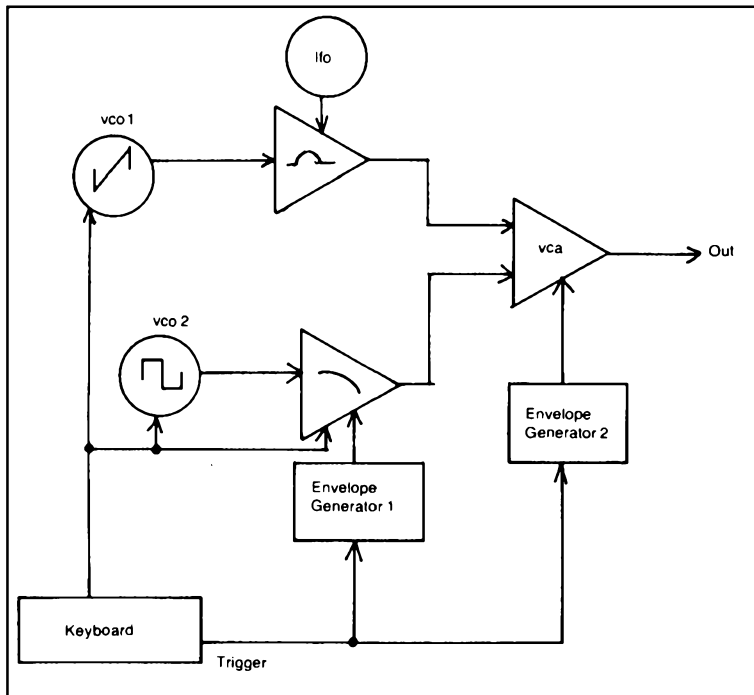 lfo
vco 1
vca
Out
vco 2
Envelope
Generator 2
Envelope
Generator 1
Keyboard
Trigger